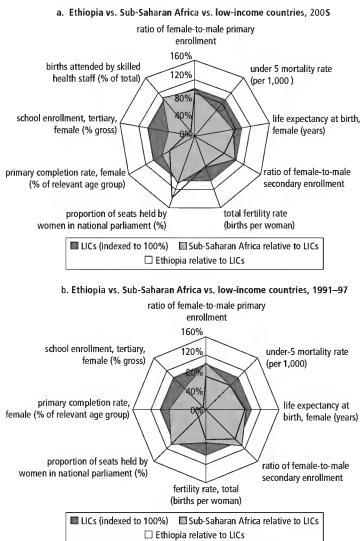 a. Ethiopia vs. Sub-Saharan Africa vs. low-income countries, 2005
ratio of female-to-male primary
enrollment
160%
120%
80%
40%
0%
births attended by skilled
health staff (% of total)
under 5 mortality rate
(per 1,000 )
school enrollment, tertiary,
female (% gross)
life expectancy at birth,
female (years)
primary completion rate, female
(% of relevant age group)
ratio of female-to-male
secondary enrollment
proportion of seats held by
women in national parliament (%)
total fertility rate
(births per woman)
LICs (indexed to 100%) Sub-Saharan Africa relative to LICs
Ethiopia relative to LICs
b. Ethiopia vs. Sub-Saharan Africa vs. low-income countries, 1991–97
ratio of female-to-male primary
enrollment
160%
120%
80%
40%
0%
school enrollment, tertiary,
female (% gross)
under-5 mortality rate
(per 1,000)
primary completion rate,
female (% of relevant age group)
life expectancy at
birth, female (years)
proportion of seats held by
women in national parliament (%)
ratio of female-to-male
secondary enrollment
fertility rate, total
(births per woman)
LICs (indexed to 100%) Sub-Saharan Africa relative to LICs
Ethiopia relative to LICs